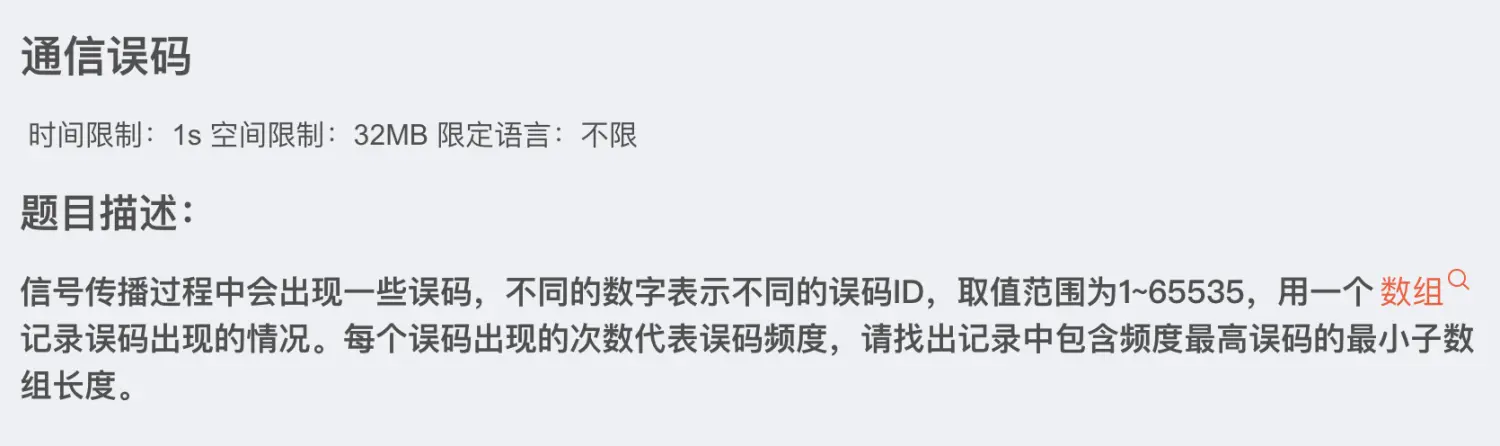 通信误码
时间限制：1s 空间限制：32MB 限定语言：不限
题目描述：
信号传播过程中会出现一些误码，不同的数字表示不同的误码ID，取值范围为1~65535，用一个 数组
记录误码出现的情况。每个误码出现的次数代表误码频度，请找出记录中包含频度最高误码的最小子数
组长度。